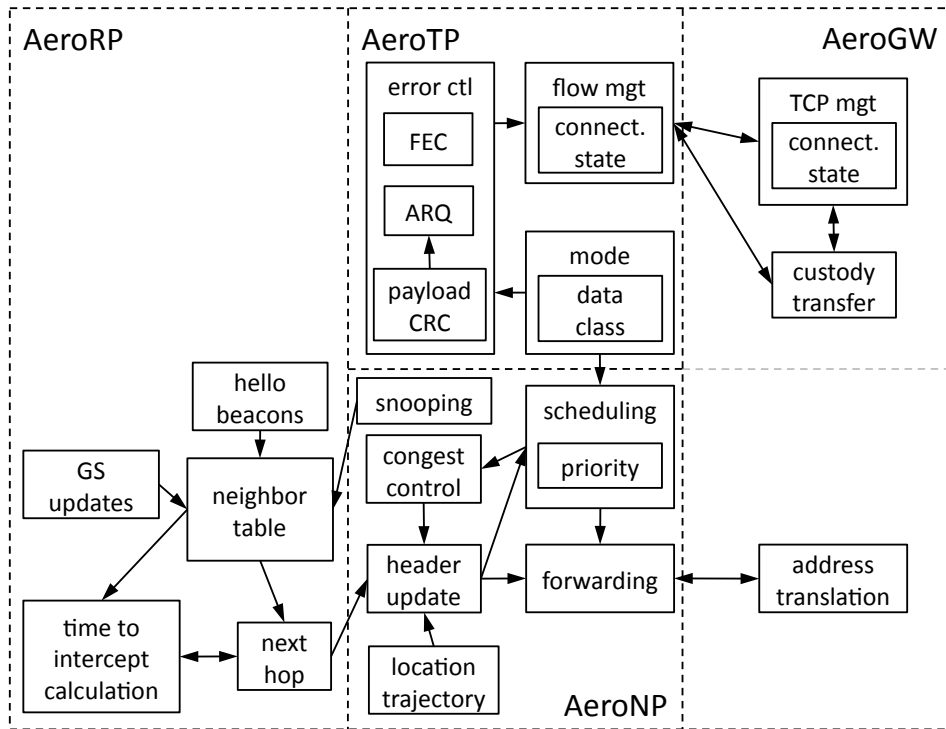 AeroRP
AeroTP
AeroGW
error ctl
FEC
ARQ
payload
CRC
flow mgt
connect.
state
mode
data
class
TCP mgt
connect.
state
custody
transfer
hello
beacons
GS
updates
neighbor
table
time to
intercept
calculation
next
hop
snooping
congest
control
header
update
location
trajectory
scheduling
priority
forwarding
AeroNP
address
translation